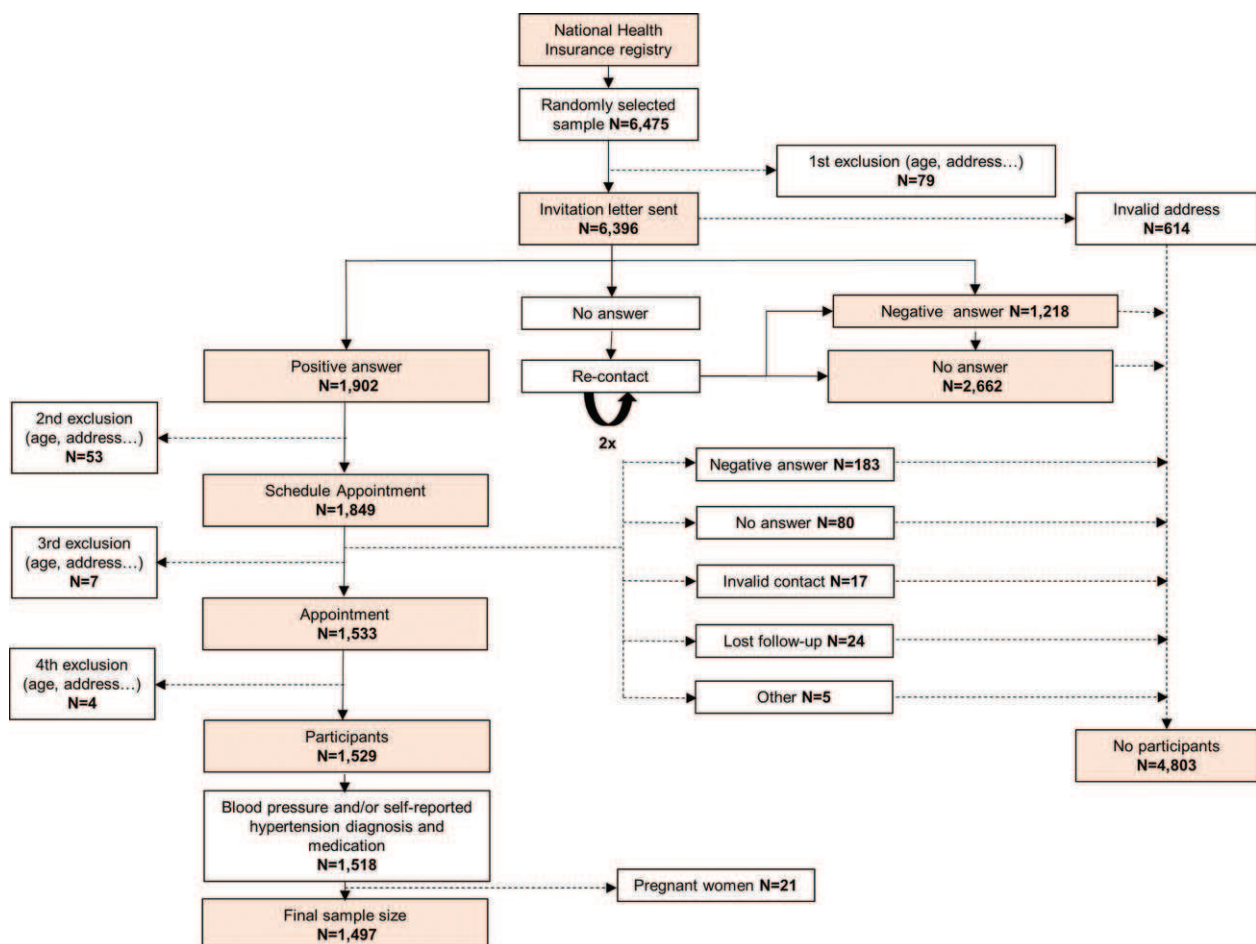 National Health
Insurance registry
Randomly selected
sample N=6,475
1st exclusion (age, address…)
N=79
Invitation letter sent
N=6,396
Invalid address
N=614
No answer
Negative answer N=1,218
Positive answer
N=1,902
Re-contact
No answer
N=2,662
2x
2nd exclusion
(age, address…)
N=53
Negative answer N=183
Schedule Appointment
N=1,849
No answer N=80
3rd exclusion
(age, address…)
N=7
Invalid contact N=17
Appointment
N=1,533
Lost follow-up N=24
4th exclusion
(age, address…)
N=4
Other N=5
Participants
N=1,529
No participants
N=4,803
Blood pressure and/or self-reported
hypertension diagnosis and
medication
N=1,518
Pregnant women N=21
Final sample size
N=1,497